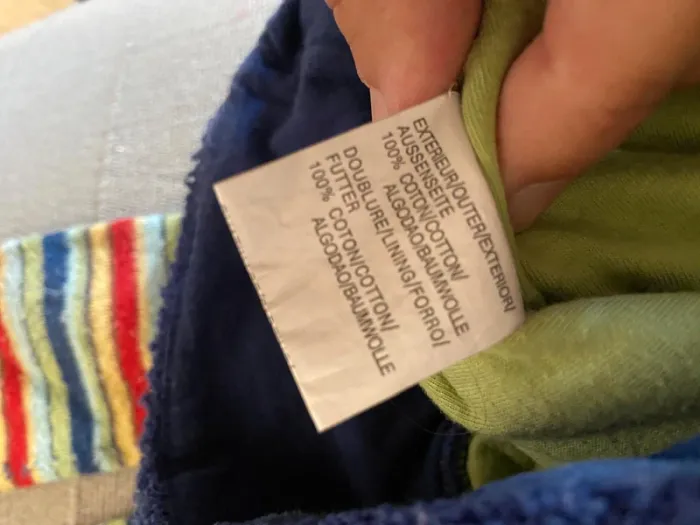 EXTERIEUR/OUTER/EXTERIOR/
AUSSENSEITE
100% COTON/COTTON/
ALGODAO/BAUMWOLLE
DOUBLURE/LINING/FORRO/
FUTTER
100% COTON/COTTON/
ALGODAO/BAUMWOLLE